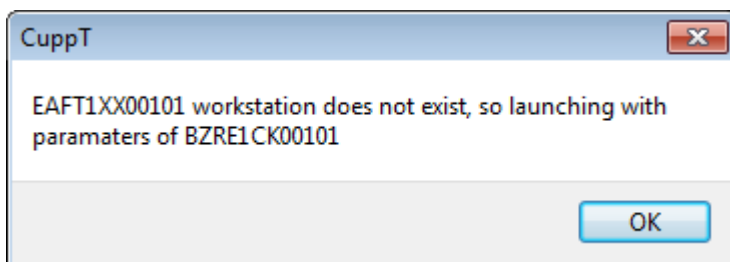 CuppT
EAFT1XX00101 workstation does not exist, so launching with
paramaters of BZRE1CK00101
OK